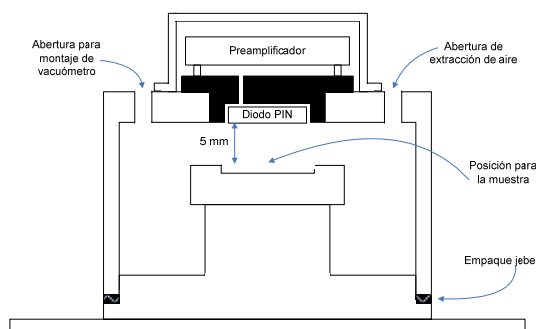 Preamplificador
Abertura para
montaje de
vacuómetro
Abertura de
extracción de aire
Diodo PIN
5 mm
Posición para
la muestra
Empaque jebe